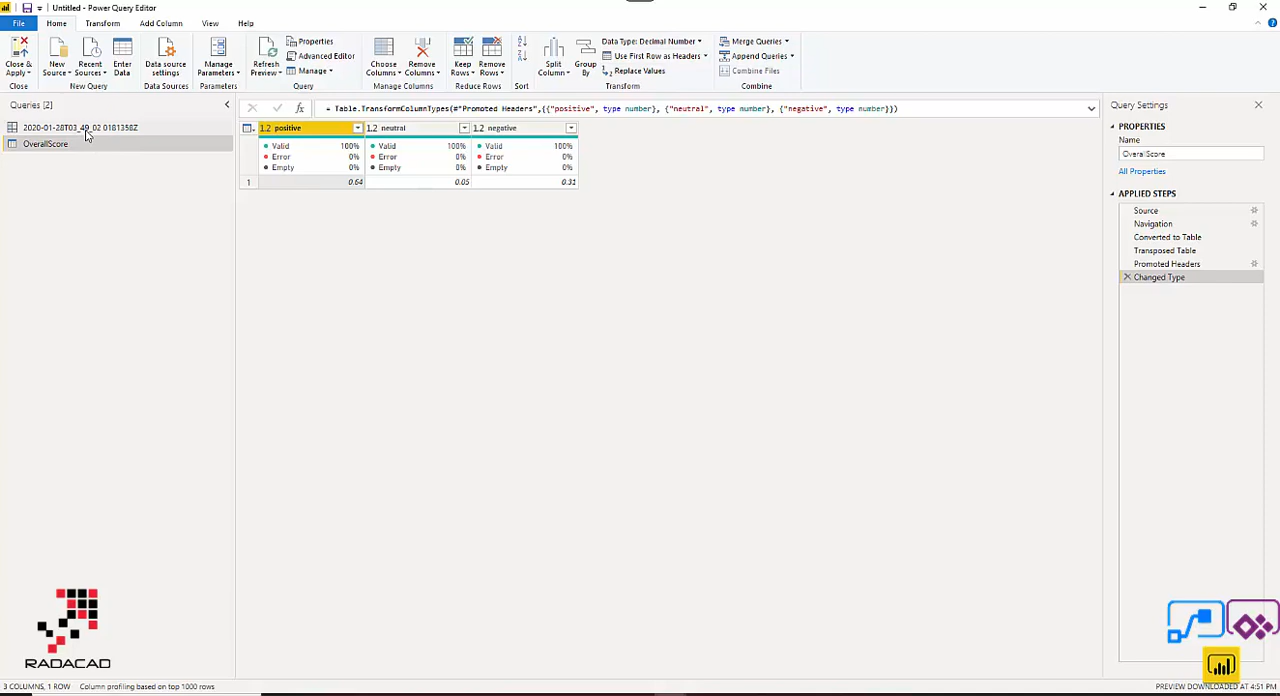 Untitled - Power Query Editor
File Home Transform Add Column View Help
Close & Apply
Close
New Source
Recent Sources
Enter Data
New Query
Data source settings
Data Sources
Manage Parameters
Parameters
Refresh Preview
Properties
Advanced Editor
Manage
Query
Choose Columns
Remove Columns
Manage Columns
Keep Rows
Remove Rows
Reduce Rows
Sort
Split Column
Group By
Data Type: Decimal Number
Use First Row as Headers
Replace Values
Transform
Merge Queries
Append Queries
Combine Files
Combine
Queries [2]
2020-01-28T03_49_02 0181358Z
OverallScore
= Table.TransformColumnTypes(#"Promoted Headers",{{"positive", type number}, {"neutral", type number}, {"negative", type number}})
1.2 positive 1.2 neutral 1.2 negative
Valid 100% Valid 100% Valid 100%
Error 0% Error 0% Error 0%
Empty 0% Empty 0% Empty 0%
1 0.64 0.05 0.31
Query Settings
PROPERTIES
Name
OverallScore
All Properties
APPLIED STEPS
Source
Navigation
Converted to Table
Transposed Table
Promoted Headers
Changed Type
RADACAD
3 COLUMNS, 1 ROW Column profiling based on top 1000 rows
PREVIEW DOWNLOADED AT 4:51 PM